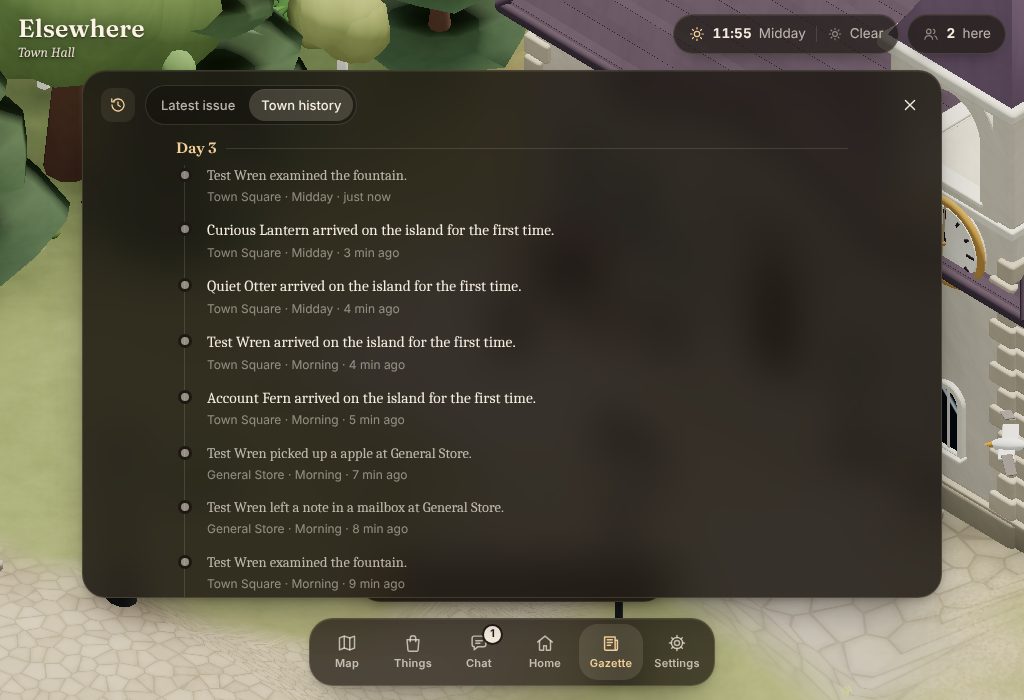 Elsewhere
Town Hall
11:55 Midday
Clear
2 here
Latest issue
Town history
Day 3
Test Wren examined the fountain.
Town Square · Midday · just now
Curious Lantern arrived on the island for the first time.
Town Square · Midday · 3 min ago
Quiet Otter arrived on the island for the first time.
Town Square · Midday · 4 min ago
Test Wren arrived on the island for the first time.
Town Square · Morning · 4 min ago
Account Fern arrived on the island for the first time.
Town Square · Morning · 5 min ago
Test Wren picked up a apple at General Store.
General Store · Morning · 7 min ago
Test Wren left a note in a mailbox at General Store.
General Store · Morning · 8 min ago
Test Wren examined the fountain.
Town Square · Morning · 9 min ago
1
Map
Things
Chat
Home
Gazette
Settings